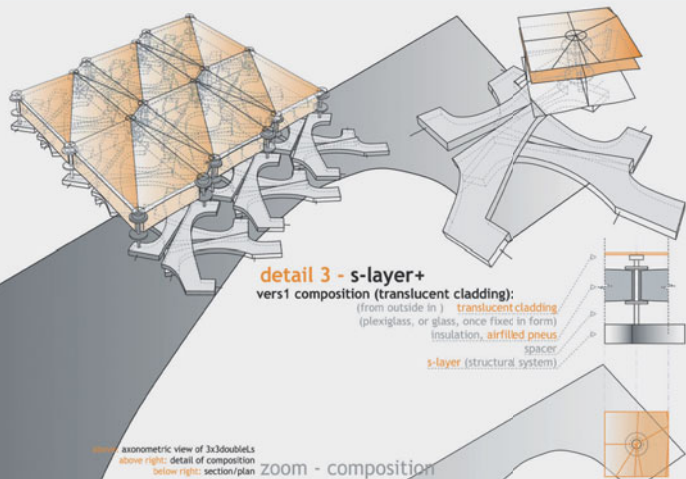 detail 3 - s-layer+
vers1 composition (translucent cladding):
(from outside in ) translucent cladding
(plexiglass, or glass, once fixed in form)
insulation, airfilled pneus
spacer
s-layer (structural system)
axonometric view of 3x3doubleLs
above right: detail of composition
below right: section/plan
zoom - composition